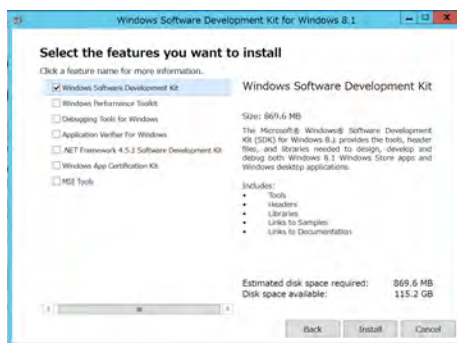 Windows Software Development Kit for Windows 8.1
Select the features you want to install
Click a feature name for more information.
Windows Software Development Kit
Windows Performance Toolkit
Debugging Tools for Windows
Application Verifier For Windows
.NET Framework 4.5.1 Software Development Kit
Windows App Certification Kit
MSI Tools
Windows Software Development Kit
Size: 869.6 MB
The Microsoft® Windows® Software Development
Kit (SDK) for Windows 8.1 provides the tools, header
files, and libraries needed to design, develop and
debug both Windows 8.1 Windows Store apps and
Windows desktop applications.
Includes:
• Tools
• Headers
• Libraries
• Links to Samples
• Links to Documentation
Estimated disk space required: 869.6 MB
Disk space available: 115.2 GB
Back Install Cancel